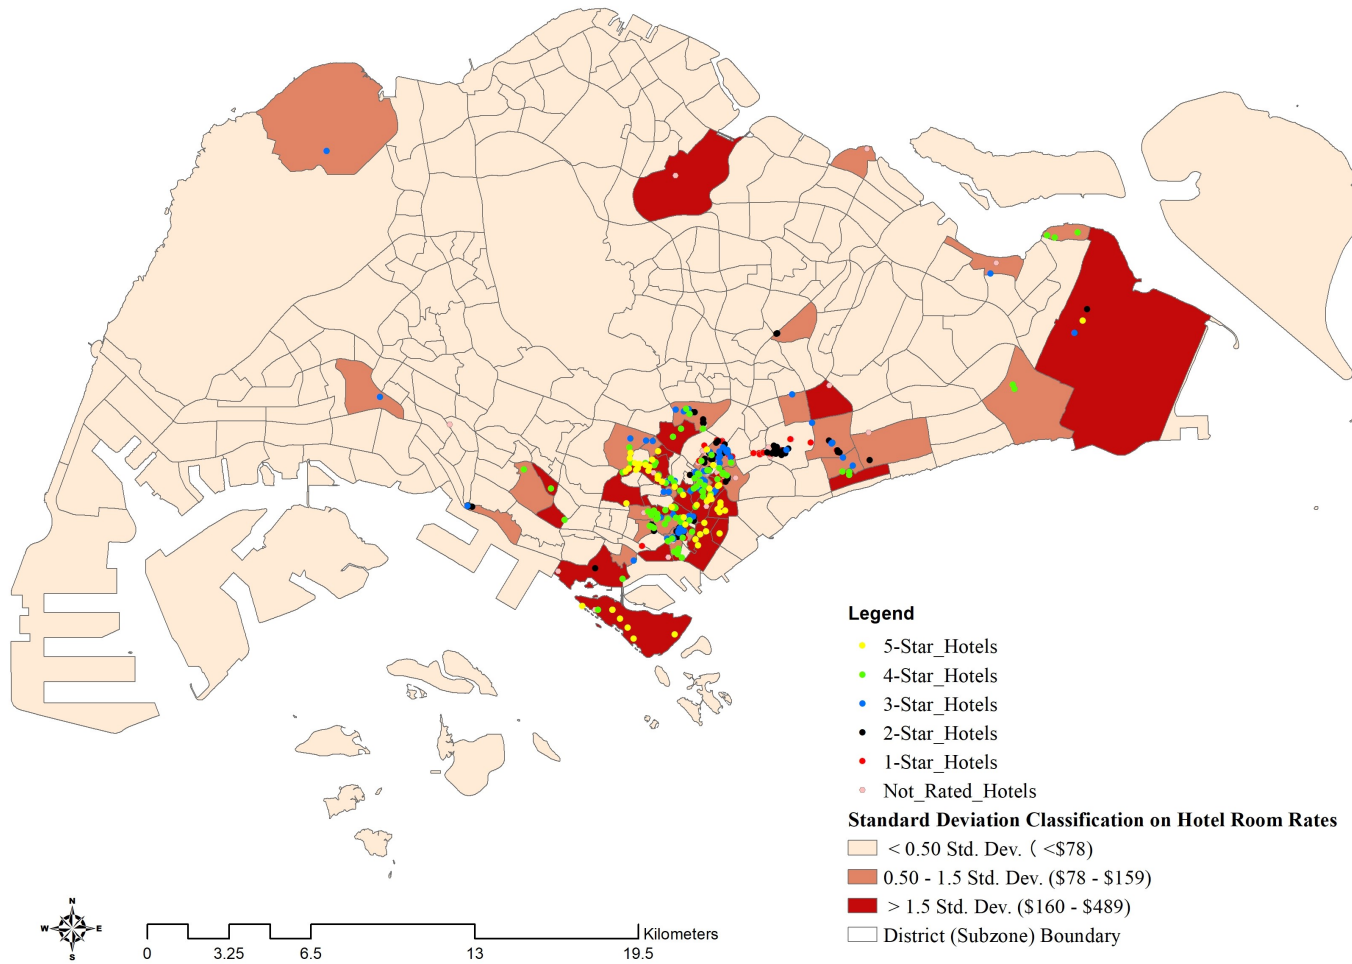 Legend
5-Star_Hotels
4-Star_Hotels
3-Star_Hotels
2-Star_Hotels
1-Star_Hotels
Not_Rated_Hotels
Standard Deviation Classification on Hotel Room Rates
< 0.50 Std. Dev. ( <$78)
0.50 - 1.5 Std. Dev. ($78 - $159)
> 1.5 Std. Dev. ($160 - $489)
District (Subzone) Boundary
N
W E
S
Kilometers
0 3.25 6.5 13 19.5